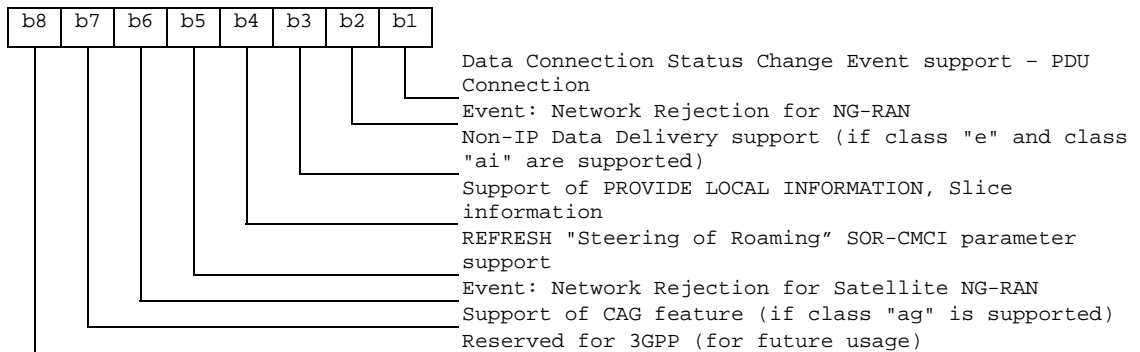 b8 b7 b6 b5 b4 b3 b2 b1
Data Connection Status Change Event support – PDU
Connection
Event: Network Rejection for NG-RAN
Non-IP Data Delivery support (if class "e" and class
"ai" are supported)
Support of PROVIDE LOCAL INFORMATION, Slice
information
REFRESH "Steering of Roaming” SOR-CMCI parameter
support
Event: Network Rejection for Satellite NG-RAN
Support of CAG feature (if class "ag" is supported)
Reserved for 3GPP (for future usage)